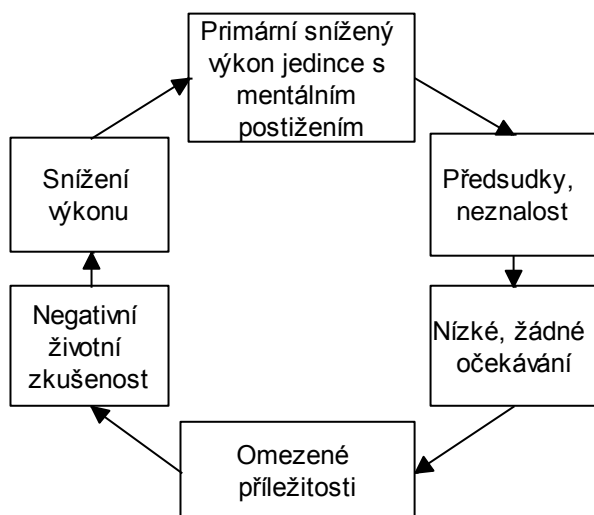 Primární snížený
výkon jedince s
mentálním
postižením
Předsudky,
neznalost
Nízké, žádné
očekávání
Omezené
příležitosti
Negativní
životní
zkušenost
Snížení
výkonu